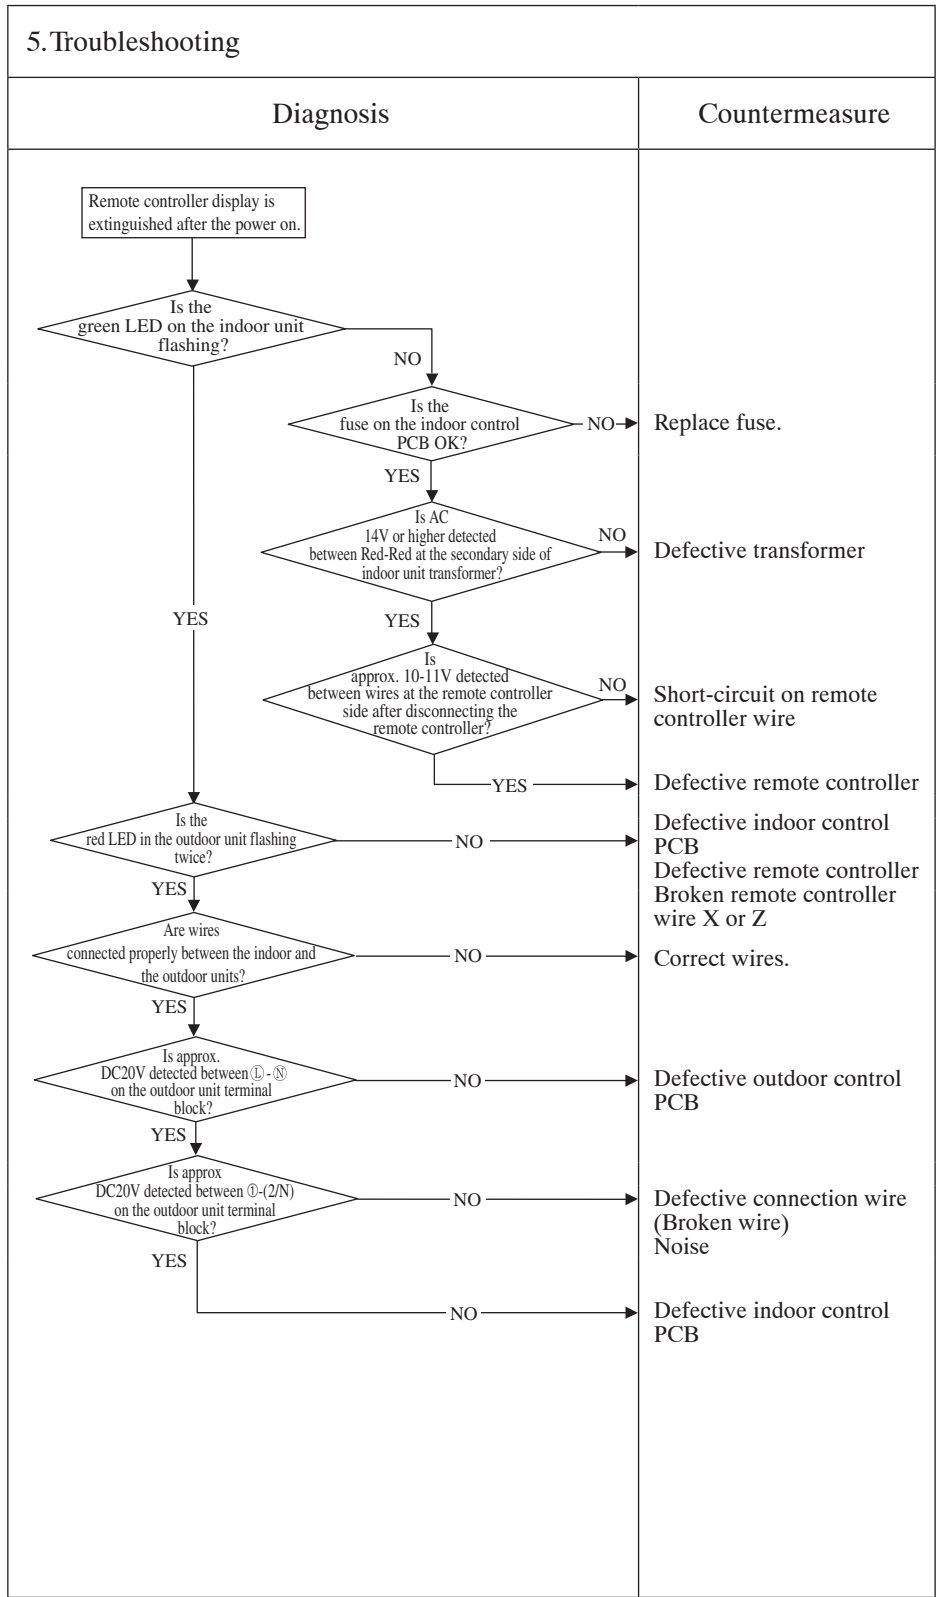 5.Troubleshooting
Diagnosis
Countermeasure
Remote controller display is
extinguished after the power on.
Is the
green LED on the indoor unit
flashing?
NO
Is the
fuse on the indoor control
PCB OK?
NO
Replace fuse.
YES
Is AC
14V or higher detected
between Red-Red at the secondary side of
indoor unit transformer?
NO
Defective transformer
YES
YES
Is
approx. 10-11V detected
between wires at the remote controller
side after disconnecting the
remote controller?
NO
Short-circuit on remote
controller wire
YES
Defective remote controller
Is the
red LED in the outdoor unit flashing
twice?
NO
Defective indoor control
PCB
Defective remote controller
Broken remote controller
wire X or Z
YES
Are wires
connected properly between the indoor and
the outdoor units?
NO
Correct wires.
YES
Is approx.
DC20V detected between Ⓛ - Ⓝ
on the outdoor unit terminal
block?
NO
Defective outdoor control
PCB
YES
Is approx
DC20V detected between ①-(2/N)
on the outdoor unit terminal
block?
NO
Defective connection wire
(Broken wire)
Noise
YES
NO
Defective indoor control
PCB